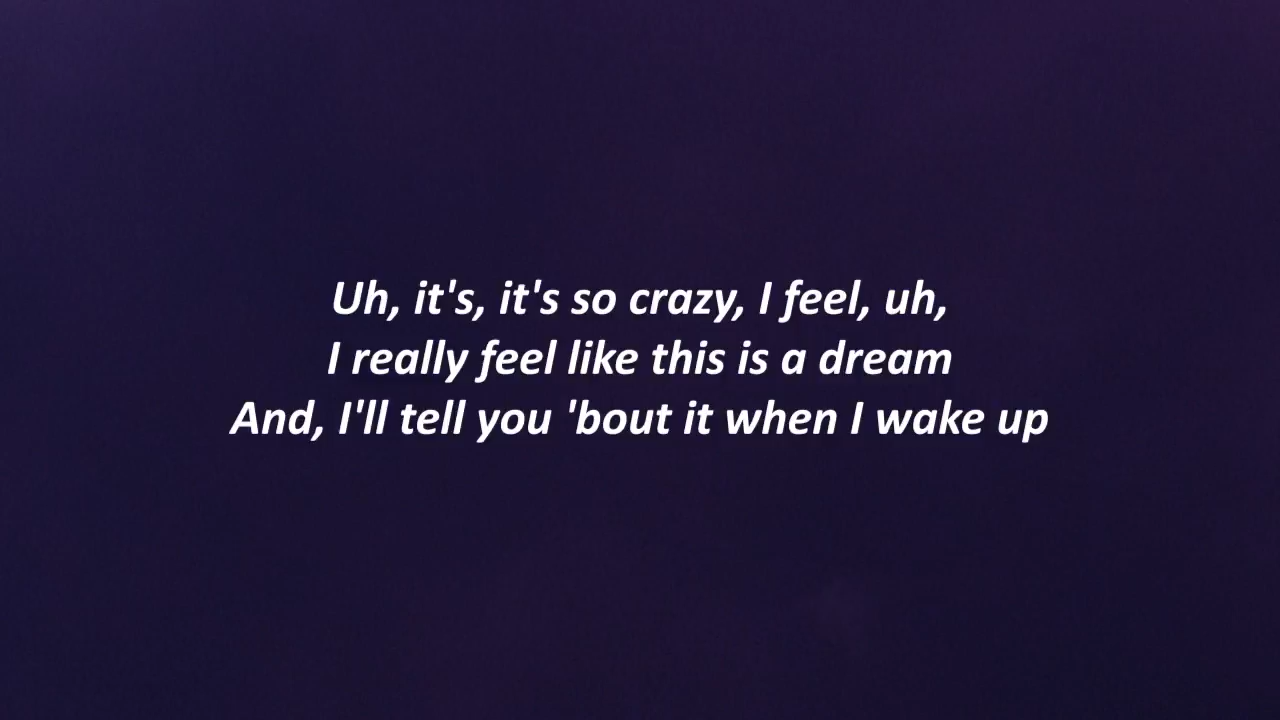 Uh, it's, it's so crazy, I feel, uh,
I really feel like this is a dream
And, I'll tell you 'bout it when I wake up